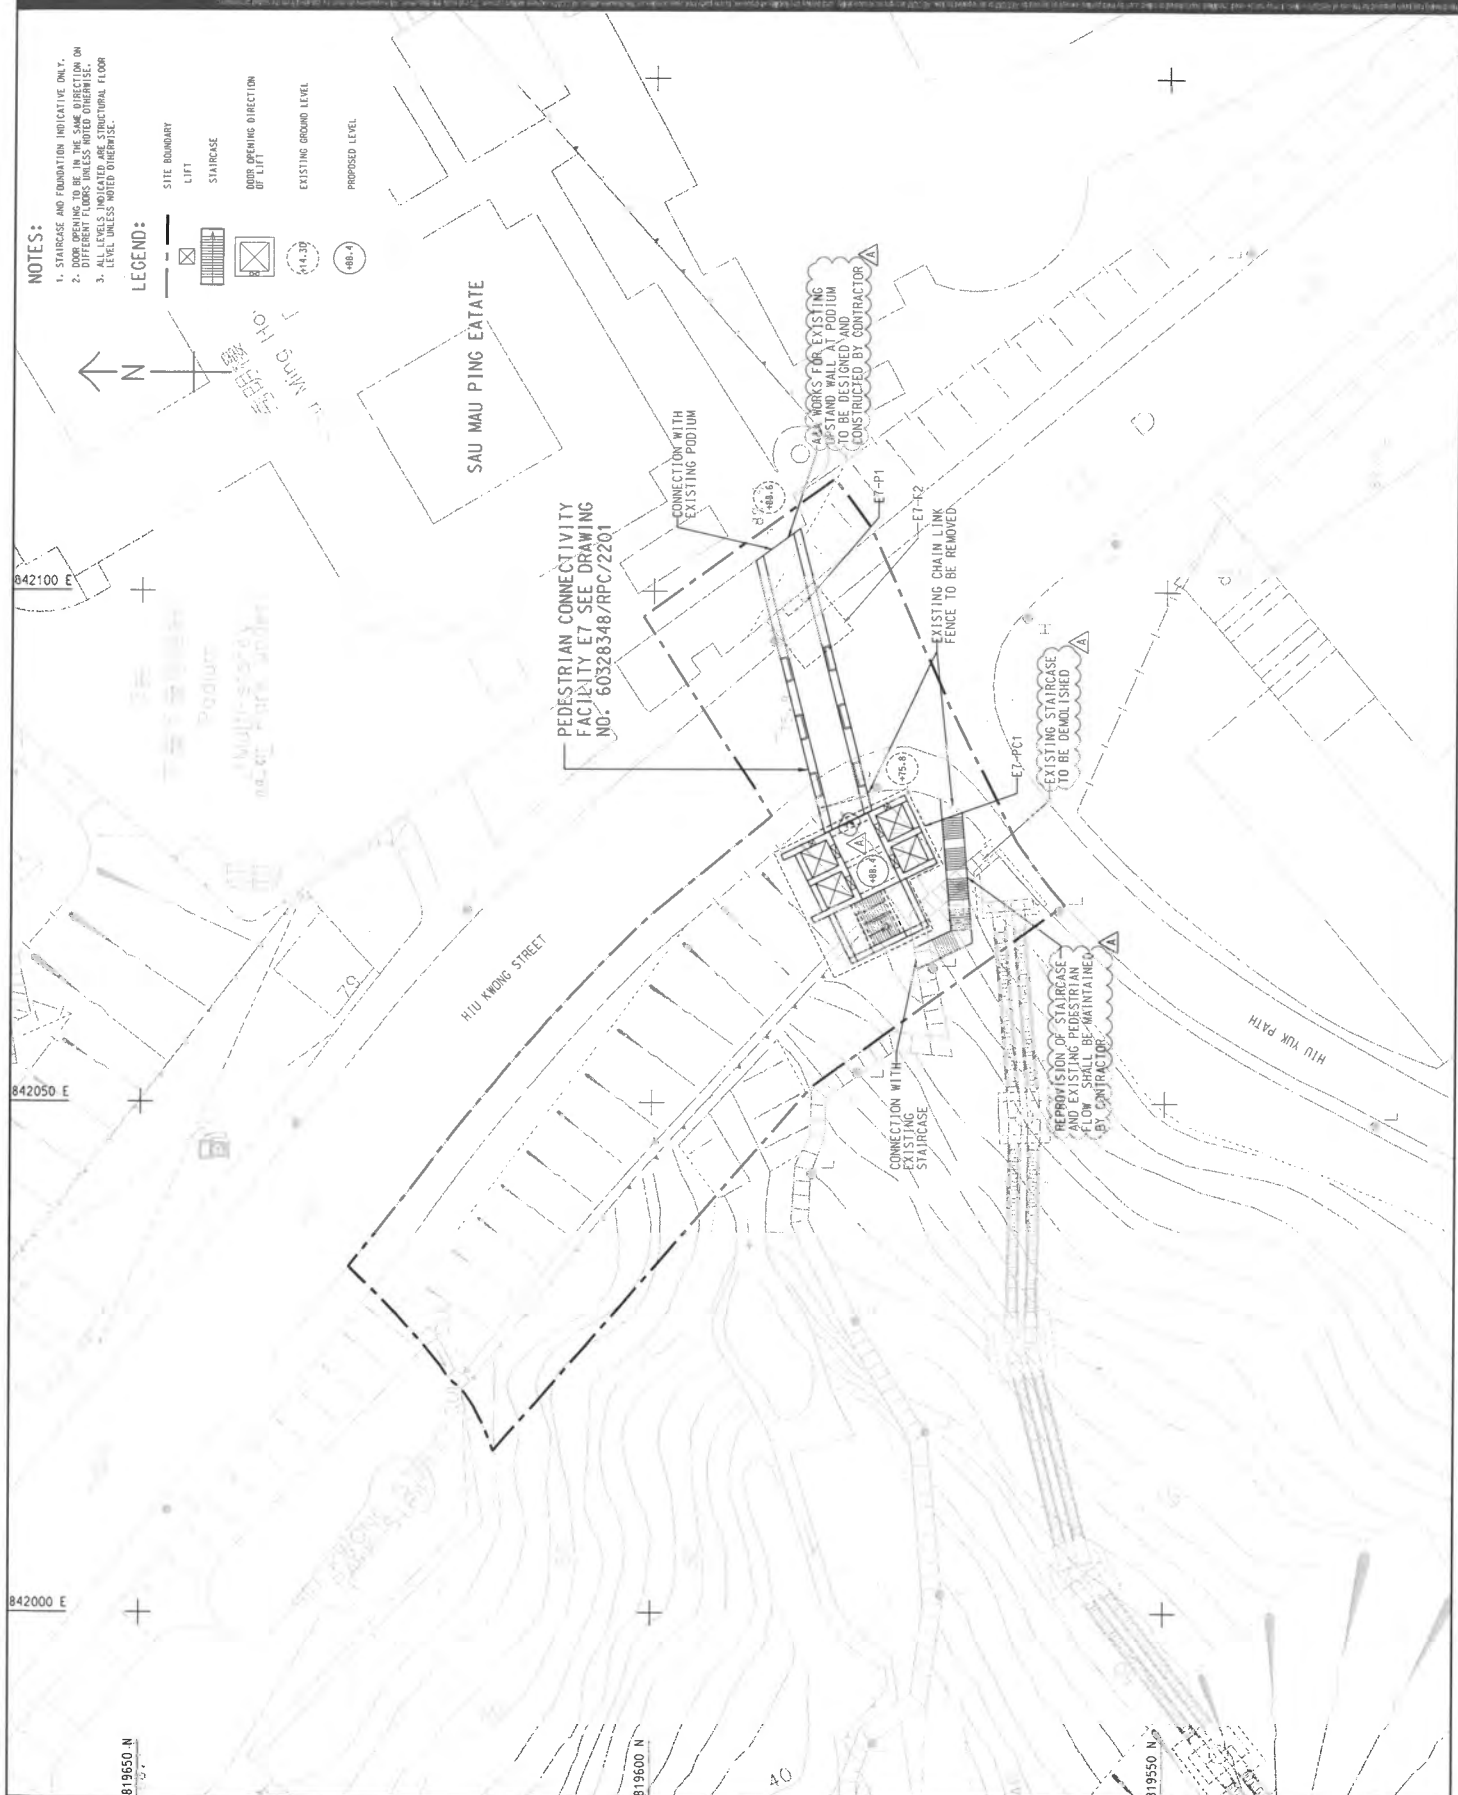 NOTES:
1. STAIRCASE AND FOUNDATION INDICATIVE ONLY.
2. DOOR OPENING TO BE IN THE SAME DIRECTION ON
DIFFERENT FLOORS UNLESS NOTED OTHERWISE.
3. ALL LEVELS INDICATED ARE STRUCTURAL FLOOR
LEVEL UNLESS NOTED OTHERWISE.
LEGEND:
SITE BOUNDARY
LIFT
STAIRCASE
DOOR OPENING DIRECTION
OF LIFT
+14.30
EXISTING GROUND LEVEL
+88.4
PROPOSED LEVEL
N
SAU MAU PING EATATE
PEDESTRIAN CONNECTIVITY
FACILITY E7 SEE DRAWING
NO. 60328348/RPC/2201
CONNECTION WITH
EXISTING PODIUM
A&A WORKS FOR EXISTING
UPSTAND WALL AT PODIUM
TO BE DESIGNED AND
CONSTRUCTED BY CONTRACTOR
A
+88.6
E7-P1
E7-P2
EXISTING CHAIN LINK
FENCE TO BE REMOVED
+75.8
A
+88.4
E7-PC1
EXISTING STAIRCASE
TO BE DEMOLISHED
A
REPROVISION OF STAIRCASE
AND EXISTING PEDESTRIAN
FLOW SHALL BE MAINTAINED
BY CONTRACTOR
A
CONNECTION WITH
EXISTING
STAIRCASE
HIU KWONG STREET
HIU YUK PATH
Podium
842100 E
842050 E
842000 E
819650 N
819600 N
819550 N
40